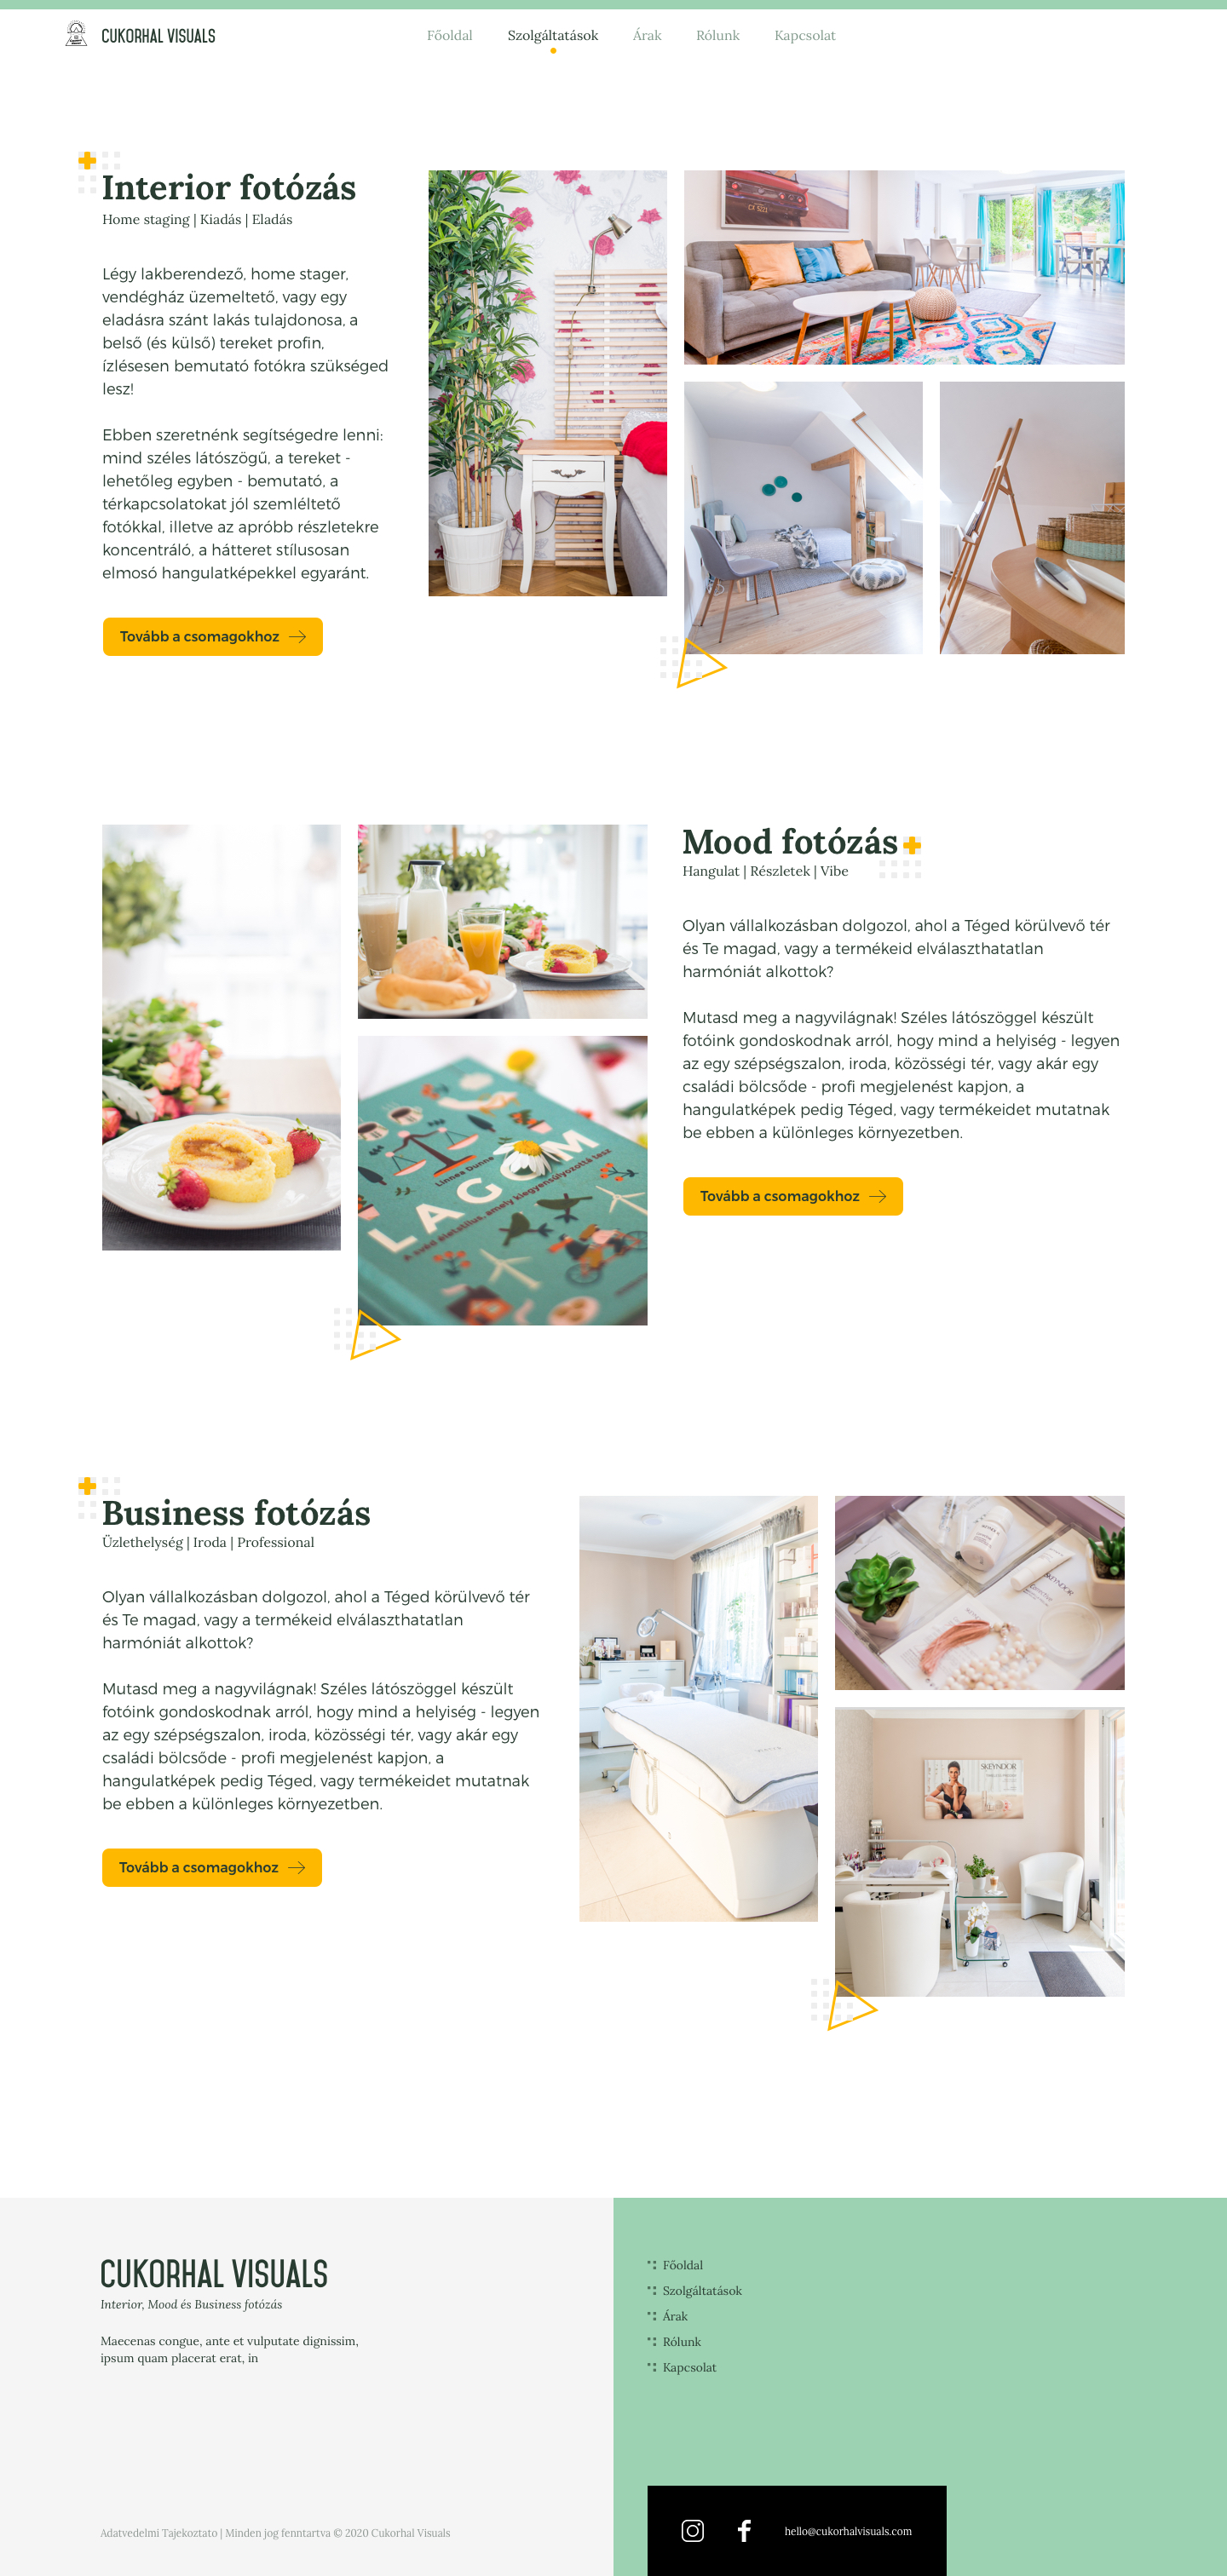 CUKORHAL VISUALS
Főoldal
Szolgáltatások
Árak
Rólunk
Kapcsolat
Interior fotózás
Home staging | Kiadás | Eladás
Légy lakberendező, home stager,
vendégház üzemeltető, vagy egy
eladásra szánt lakás tulajdonosa, a
belső (és külső) tereket profin,
ízlésesen bemutató fotókra szükséged
lesz!
Ebben szeretnénk segítségedre lenni:
mind széles látószögű, a tereket -
lehetőleg egyben - bemutató, a
térkapcsolatokat jól szemléltető
fotókkal, illetve az apróbb részletekre
koncentráló, a hátteret stílusosan
elmosó hangulatképekkel egyaránt.
Tovább a csomagokhoz
Linnea Dunne
LAGOM
A svéd életstílus, amely kiegyensúlyozottá tesz
Mood fotózás
Hangulat | Részletek | Vibe
Olyan vállalkozásban dolgozol, ahol a Téged körülvevő tér
és Te magad, vagy a termékeid elválaszthatatlan
harmóniát alkottok?
Mutasd meg a nagyvilágnak! Széles látószöggel készült
fotóink gondoskodnak arról, hogy mind a helyiség - legyen
az egy szépségszalon, iroda, közösségi tér, vagy akár egy
családi bölcsőde - profi megjelenést kapjon, a
hangulatképek pedig Téged, vagy termékeidet mutatnak
be ebben a különleges környezetben.
Tovább a csomagokhoz
Business fotózás
Üzlethelység | Iroda | Professional
Olyan vállalkozásban dolgozol, ahol a Téged körülvevő tér
és Te magad, vagy a termékeid elválaszthatatlan
harmóniát alkottok?
Mutasd meg a nagyvilágnak! Széles látószöggel készült
fotóink gondoskodnak arról, hogy mind a helyiség - legyen
az egy szépségszalon, iroda, közösségi tér, vagy akár egy
családi bölcsőde - profi megjelenést kapjon, a
hangulatképek pedig Téged, vagy termékeidet mutatnak
be ebben a különleges környezetben.
Tovább a csomagokhoz
SKEYNDOR
SKEYNDOR
CUKORHAL VISUALS
Interior, Mood és Business fotózás
Maecenas congue, ante et vulputate dignissim,
ipsum quam placerat erat, in
Adatvedelmi Tajekoztato | Minden jog fenntartva © 2020 Cukorhal Visuals
Főoldal
Szolgáltatások
Árak
Rólunk
Kapcsolat
hello@cukorhalvisuals.com